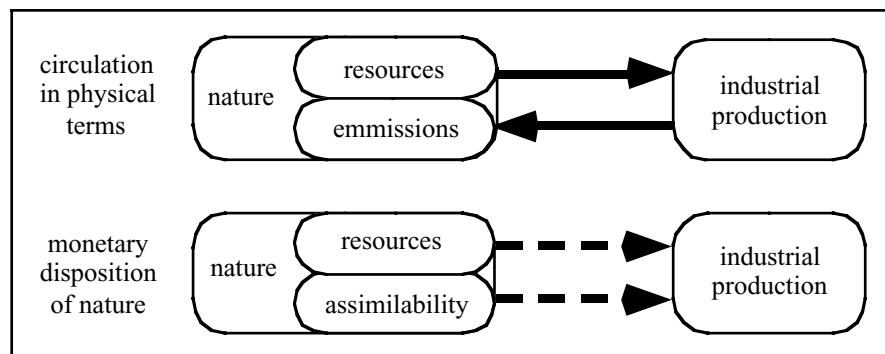 circulation
in physical
terms
nature
resources
emmissions
industrial
production
monetary
disposition
of nature
nature
resources
assimilability
industrial
production